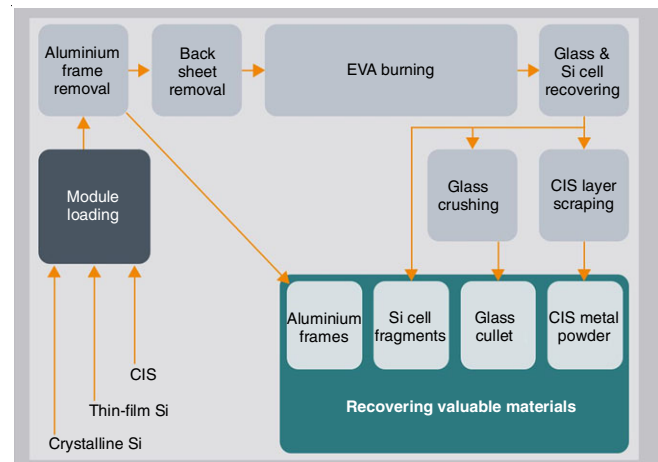 Aluminium
frame
removal
Back
sheet
removal
EVA burning
Glass &
Si cell
recovering
Module
loading
Glass
crushing
CIS layer
scraping
Aluminium
frames
Si cell
fragments
Glass
cullet
CIS metal
powder
CIS
Thin-film Si
Crystalline Si
Recovering valuable materials